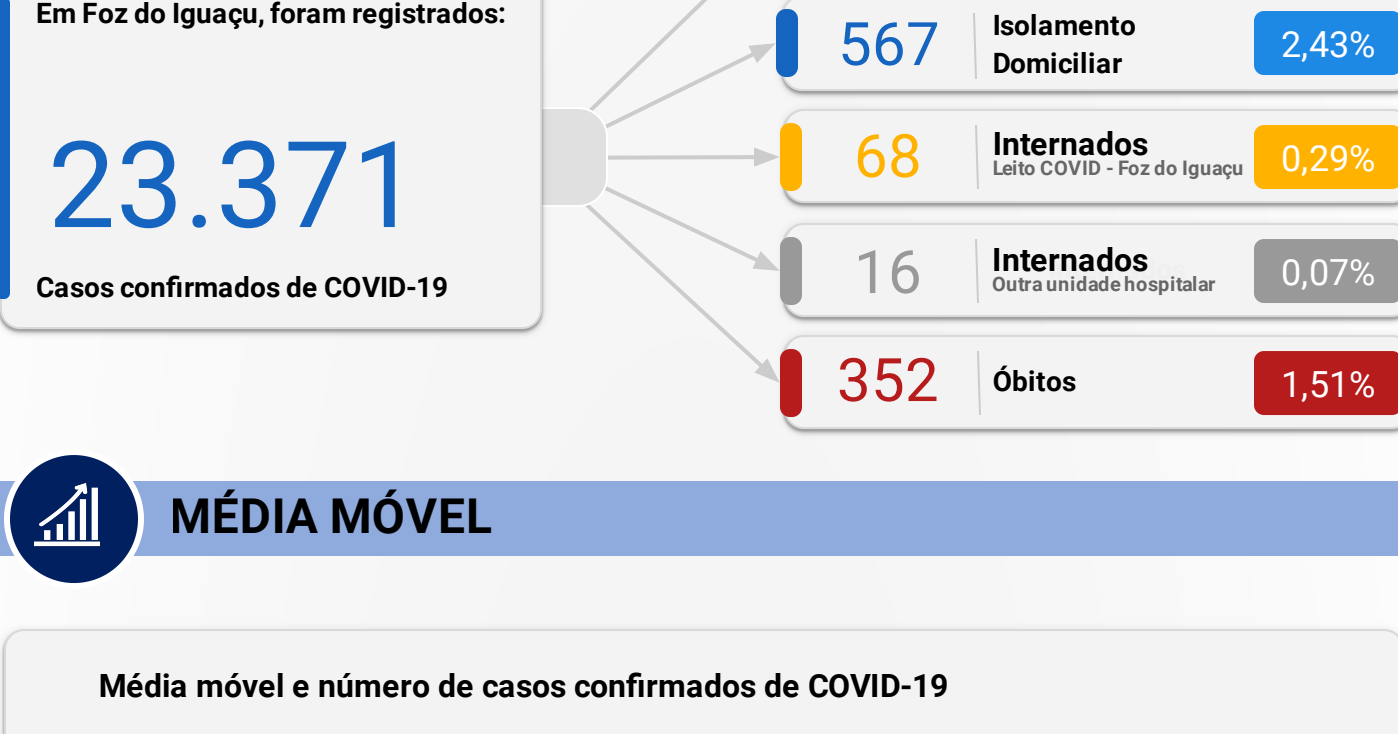 Em Foz do Iguaçu, foram registrados:
23.371
Casos confirmados de COVID-19
567
Isolamento
Domiciliar
2,43%
68
Internados
Leito COVID - Foz do Iguaçu
0,29%
16
Internados
Outra unidade hospitalar
0,07%
352
Óbitos
1,51%
MÉDIA MÓVEL
Média móvel e número de casos confirmados de COVID-19